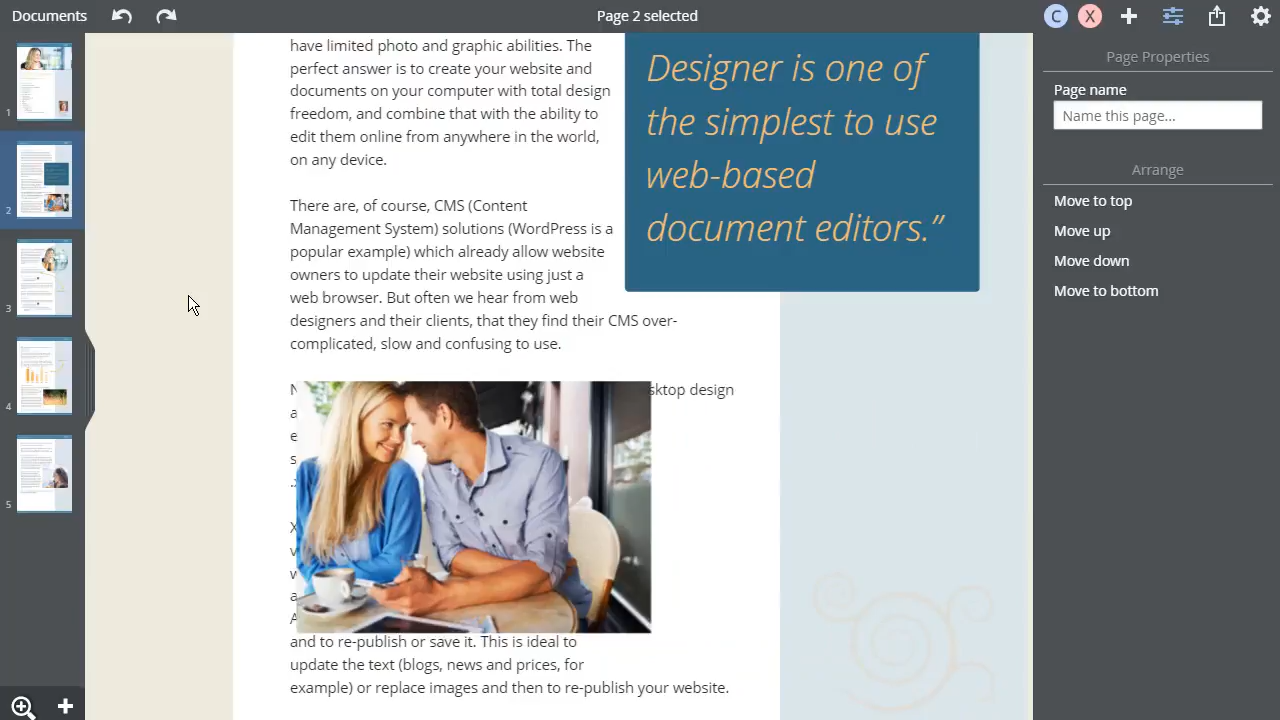 Documents
Page 2 selected
C
X
1
2
3
4
5
have limited photo and graphic abilities. The
perfect answer is to create your website and
documents on your computer with total design
freedom, and combine that with the ability to
edit them online from anywhere in the world,
on any device.
There are, of course, CMS (Content
Management System) solutions (WordPress is a
popular example) which already allow website
owners to update their website using just a
web browser. But often we hear from web
designers and their clients, that they find their CMS over-
complicated, slow and confusing to use.
design
and to re-publish or save it. This is ideal to
update the text (blogs, news and prices, for
example) or replace images and then to re-publish your website.
Designer is one of
the simplest to use
web-based
document editors.”
Page Properties
Page name
Name this page...
Arrange
Move to top
Move up
Move down
Move to bottom